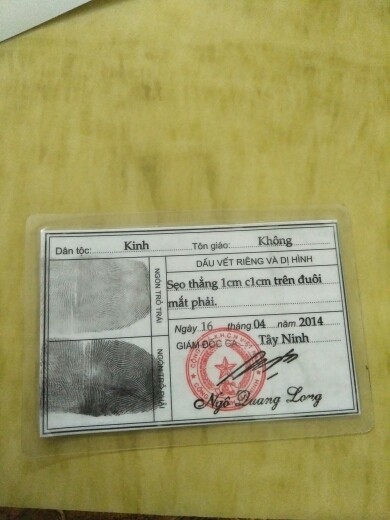 Dân tộc: Kinh Tôn giáo: Không
DẤU VẾT RIÊNG VÀ DỊ HÌNH
Sẹo thẳng 1cm c1cm trên đuôi
mắt phải.
Ngày 16 tháng 04 năm 2014
GIÁM ĐỐC CA Tây Ninh
Ngô Quang Long
NGÓN TRỎ TRÁI
NGÓN TRỎ PHẢI